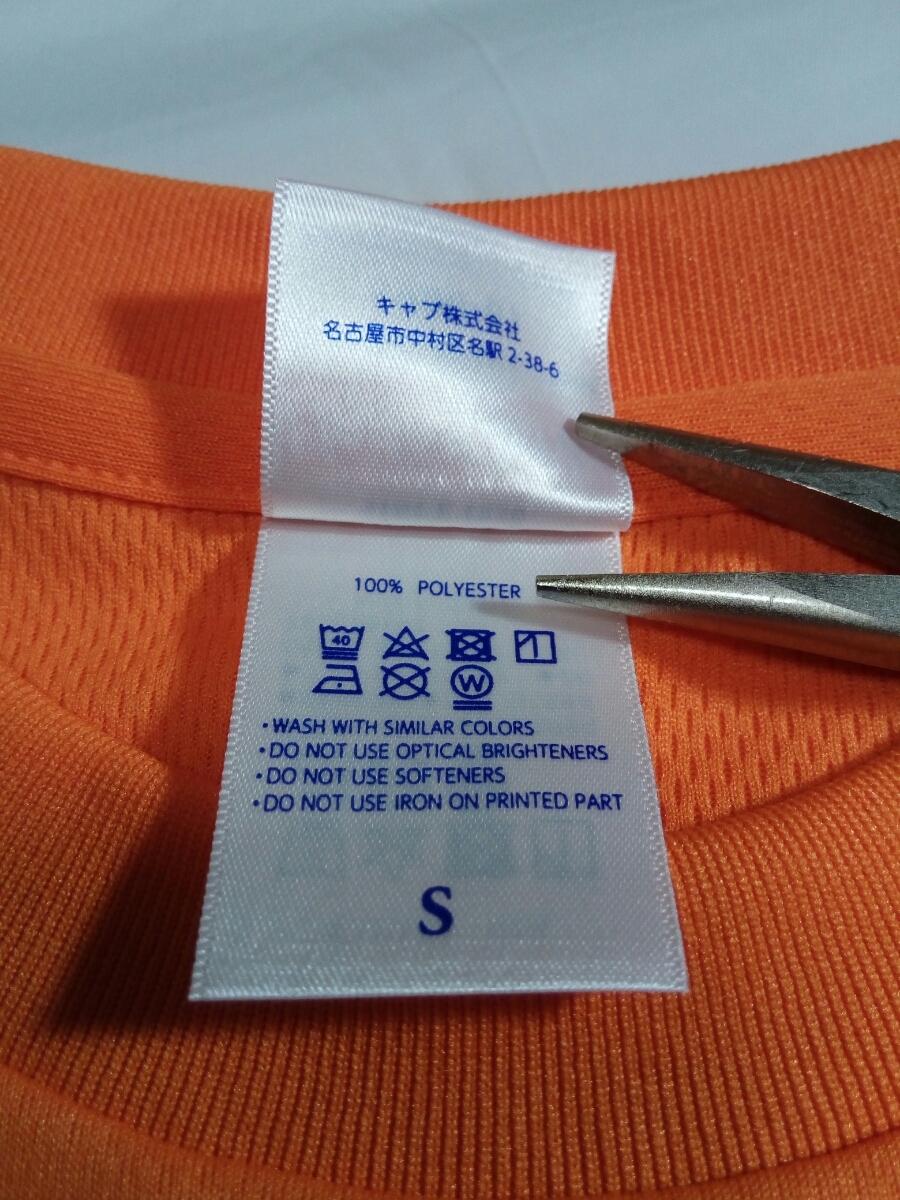 キャブ株式会社
名古屋市中村区名駅 2-38-6
100% POLYESTER
40
W
・WASH WITH SIMILAR COLORS
・DO NOT USE OPTICAL BRIGHTENERS
・DO NOT USE SOFTENERS
・DO NOT USE IRON ON PRINTED PART
S